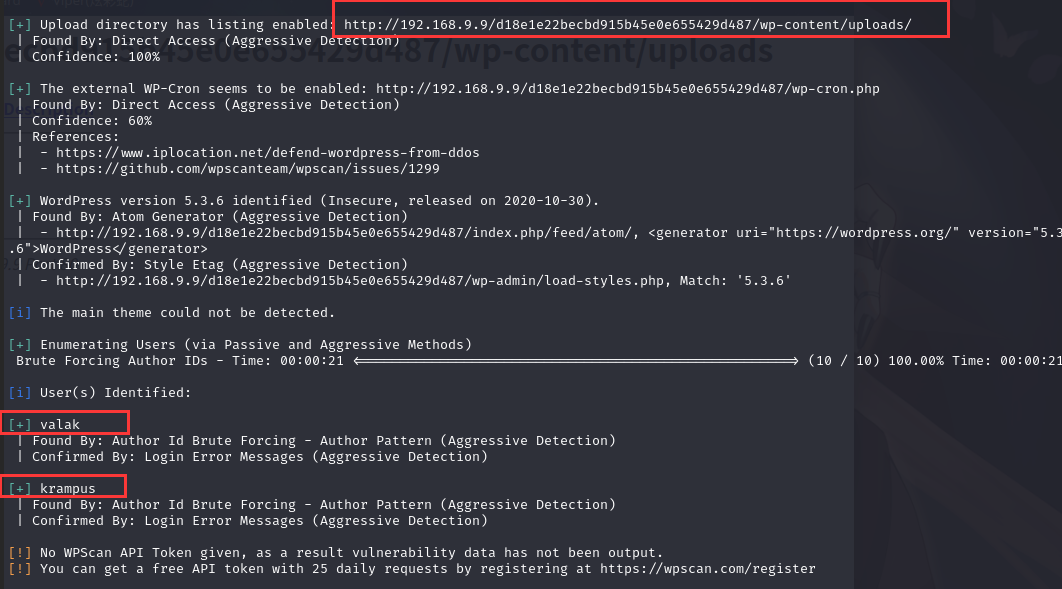 [+] Upload directory has listing enabled: http://192.168.9.9/d18e1e22becbd915b45e0e655429d487/wp-content/uploads/
| Found By: Direct Access (Aggressive Detection)
| Confidence: 100%
[+] The external WP-Cron seems to be enabled: http://192.168.9.9/d18e1e22becbd915b45e0e655429d487/wp-cron.php
| Found By: Direct Access (Aggressive Detection)
| Confidence: 60%
| References:
|  - https://www.iplocation.net/defend-wordpress-from-ddos
|  - https://github.com/wpscanteam/wpscan/issues/1299
[+] WordPress version 5.3.6 identified (Insecure, released on 2020-10-30).
| Found By: Atom Generator (Aggressive Detection)
|  - http://192.168.9.9/d18e1e22becbd915b45e0e655429d487/index.php/feed/atom/, <generator uri="https://wordpress.org/" version="5.3
.6">WordPress</generator>
| Confirmed By: Style Etag (Aggressive Detection)
|  - http://192.168.9.9/d18e1e22becbd915b45e0e655429d487/wp-admin/load-styles.php, Match: '5.3.6'
[i] The main theme could not be detected.
[+] Enumerating Users (via Passive and Aggressive Methods)
Brute Forcing Author IDs - Time: 00:00:21 <==========================================> (10 / 10) 100.00% Time: 00:00:21
[i] User(s) Identified:
[+] valak
| Found By: Author Id Brute Forcing - Author Pattern (Aggressive Detection)
| Confirmed By: Login Error Messages (Aggressive Detection)
[+] krampus
| Found By: Author Id Brute Forcing - Author Pattern (Aggressive Detection)
| Confirmed By: Login Error Messages (Aggressive Detection)
[!] No WPScan API Token given, as a result vulnerability data has not been output.
[!] You can get a free API token with 25 daily requests by registering at https://wpscan.com/register